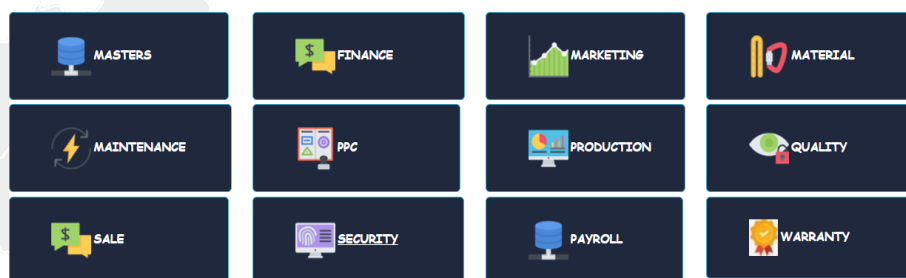 MASTERS
FINANCE
MARKETING
MATERIAL
MAINTENANCE
PPC
PRODUCTION
QUALITY
SALE
SECURITY
PAYROLL
WARRANTY